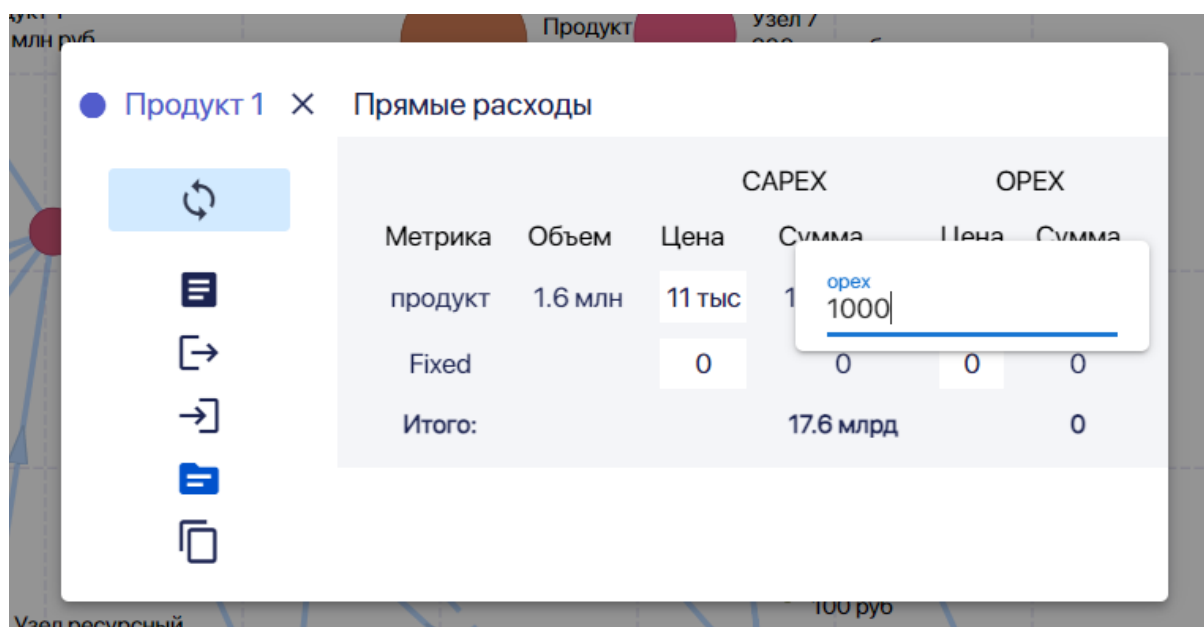 млн руб
Продукт
Узел 7
Продукт 1
Прямые расходы
CAPEX OPEX
Метрика Объем Цена Сумма Цена Сумма
продукт 1.6 млн 11 тыс 1
opex
1000
Fixed 0 0 0 0
Итого: 17.6 млрд 0
100 руб
Узел ресурсный